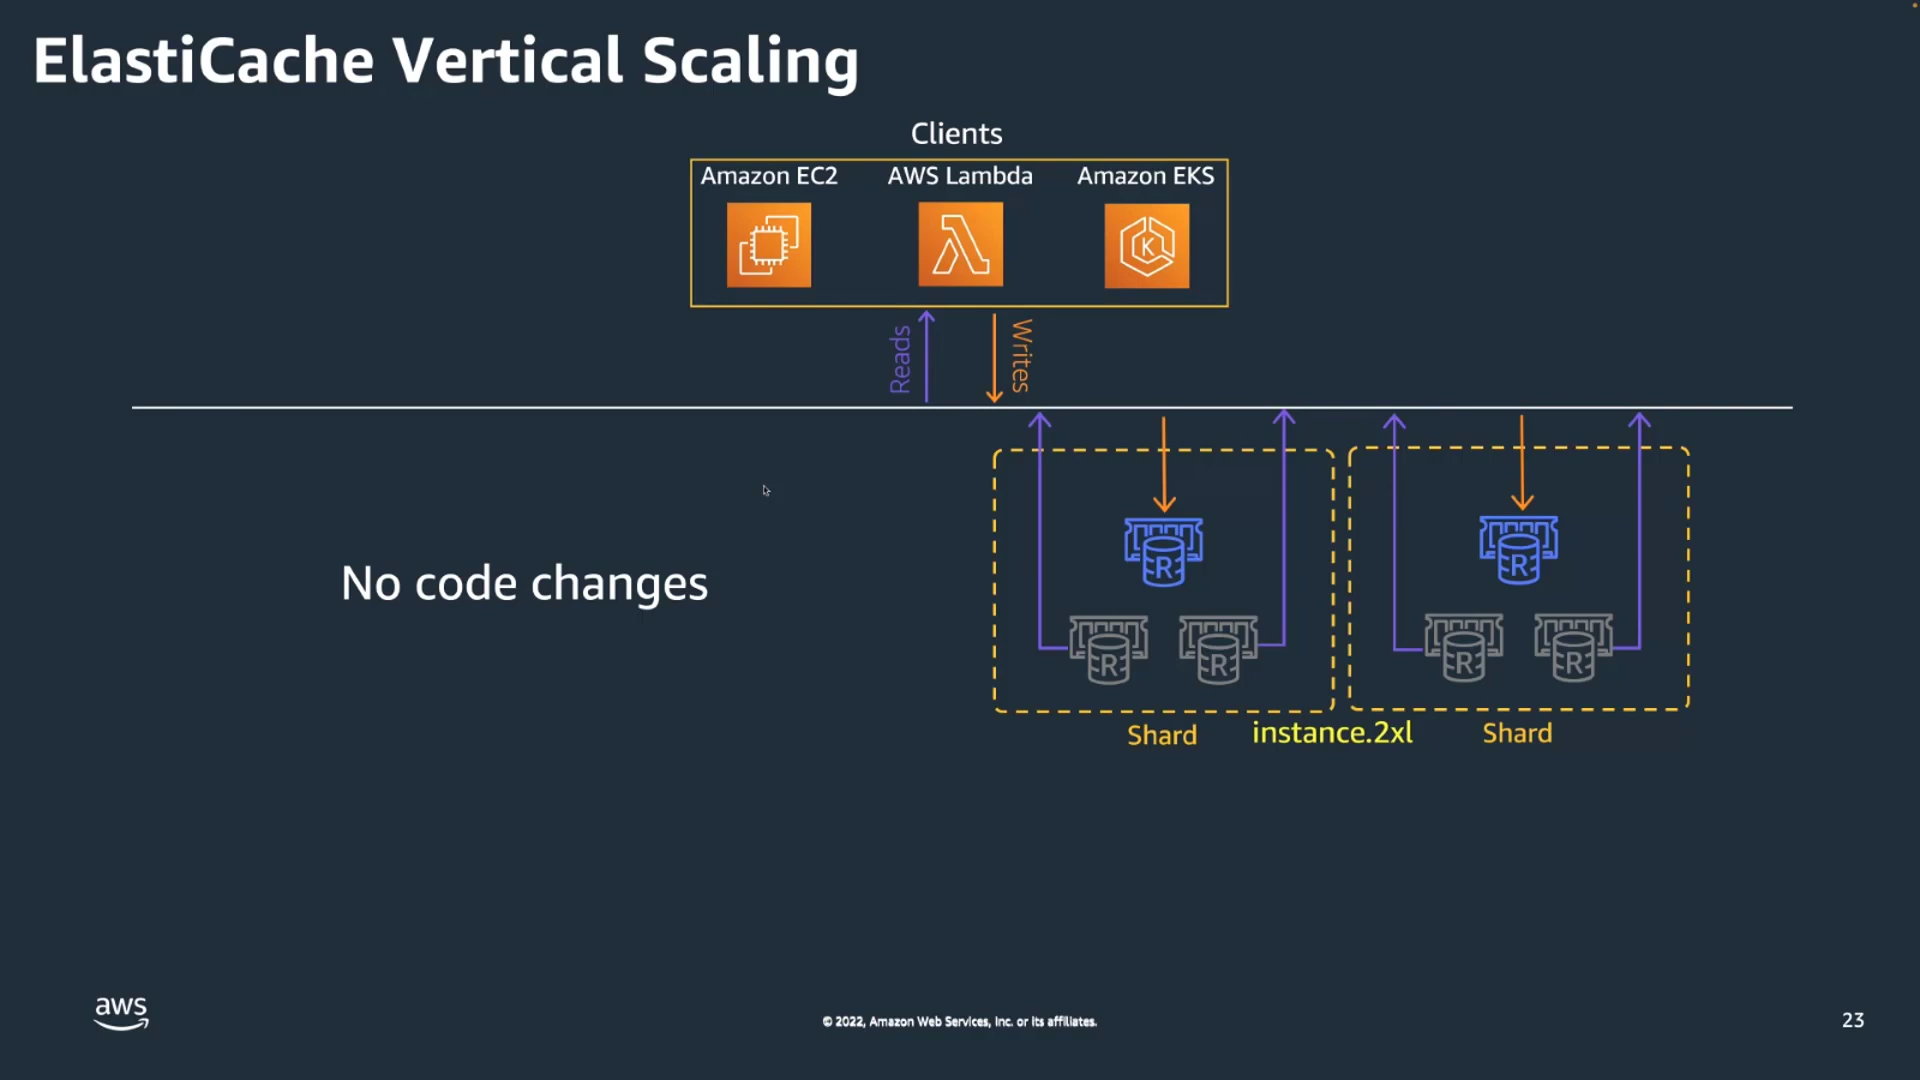 ElastiCache Vertical Scaling
Clients
Amazon EC2
AWS Lambda
Amazon EKS
K
Reads
Writes
No code changes
R
R
R
R
R
R
Shard
instance.2xl
Shard
aws
© 2022, Amazon Web Services, Inc. or its affiliates.
23